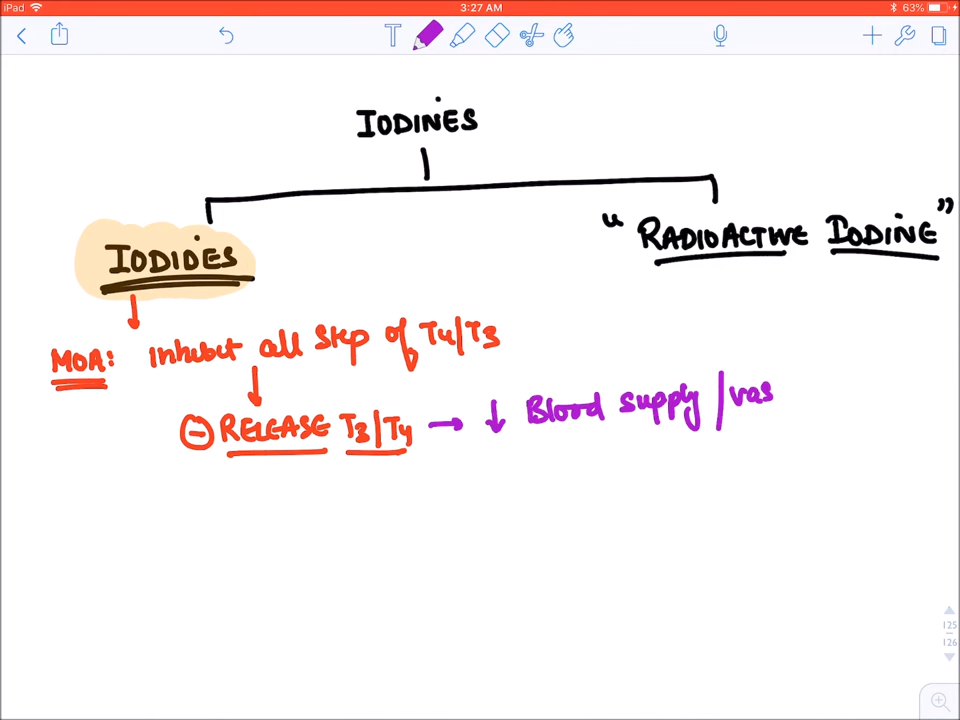 iPad 3:27 AM 63%
T
IODINES
IODIDES
" RADIOACTIVE IODINE "
MOA: Inhibit all Step of T4/T3
⊖ RELEASE T3/T4 → ↓ Blood supply / vas
125
126